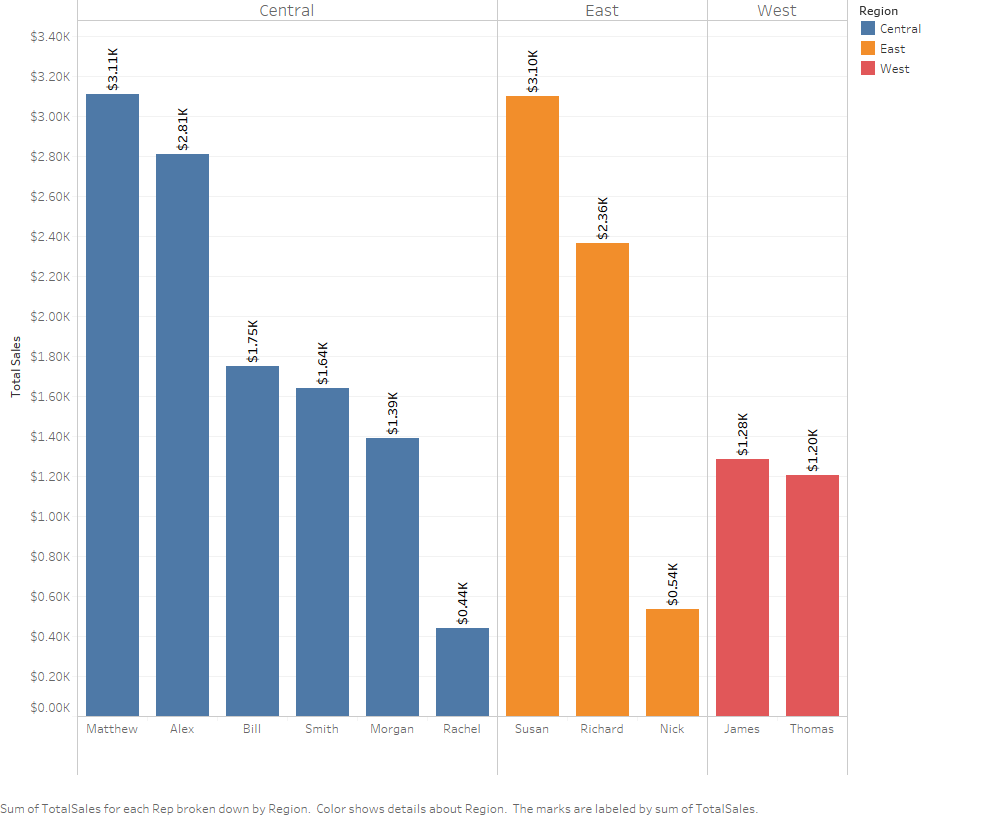 Central East West
Region
Central
East
West
$3.40K
$3.20K
$3.00K
$2.80K
$2.60K
$2.40K
$2.20K
$2.00K
$1.80K
$1.60K
$1.40K
$1.20K
$1.00K
$0.80K
$0.60K
$0.40K
$0.20K
$0.00K
Total Sales
$3.11K
$2.81K
$1.75K
$1.64K
$1.39K
$0.44K
$3.10K
$2.36K
$0.54K
$1.28K
$1.20K
Matthew Alex Bill Smith Morgan Rachel Susan Richard Nick James Thomas
Sum of TotalSales for each Rep broken down by Region.  Color shows details about Region.  The marks are labeled by sum of TotalSales.